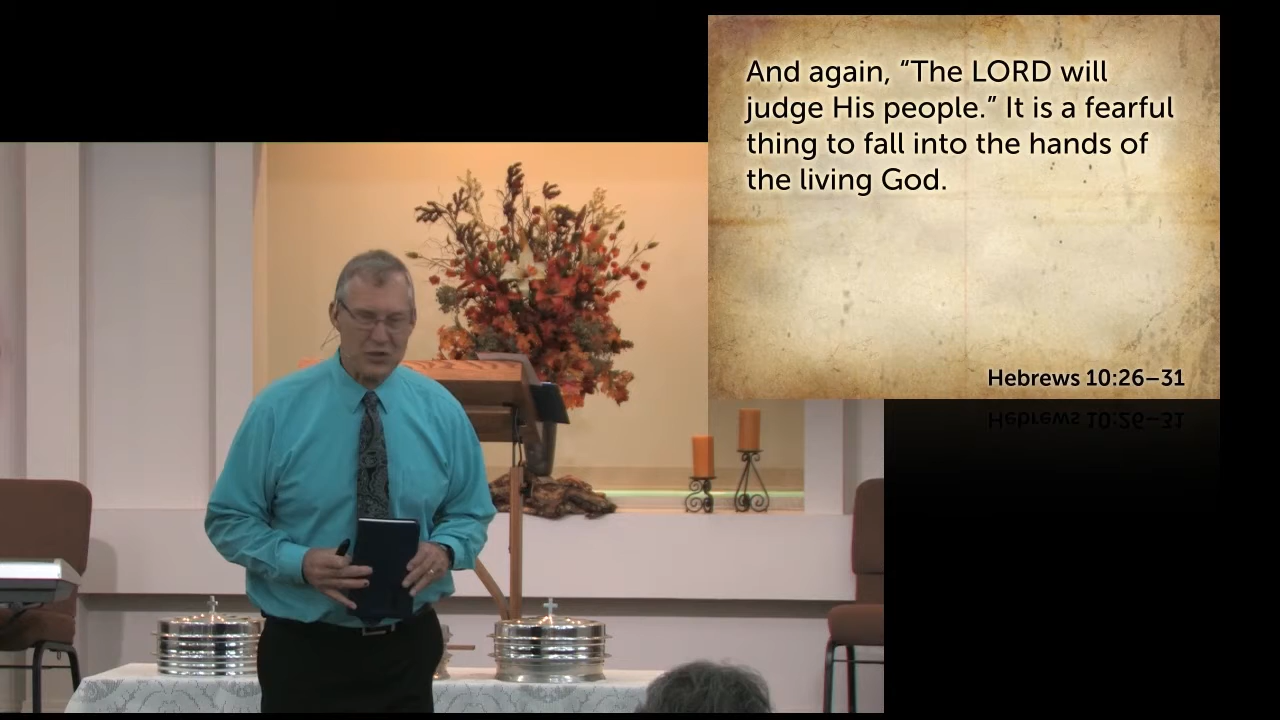 And again, “The LORD will
judge His people.” It is a fearful
thing to fall into the hands of
the living God.
Hebrews 10:26–31